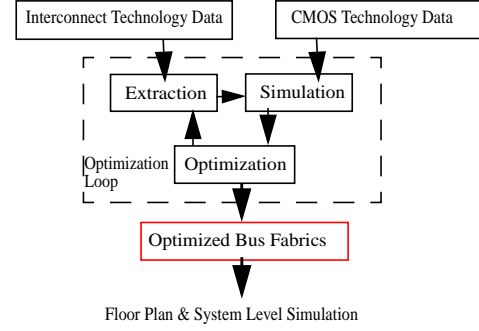 Interconnect Technology Data
CMOS Technology Data
Extraction
Simulation
Optimization
Loop
Optimization
Optimized Bus Fabrics
Floor Plan & System Level Simulation